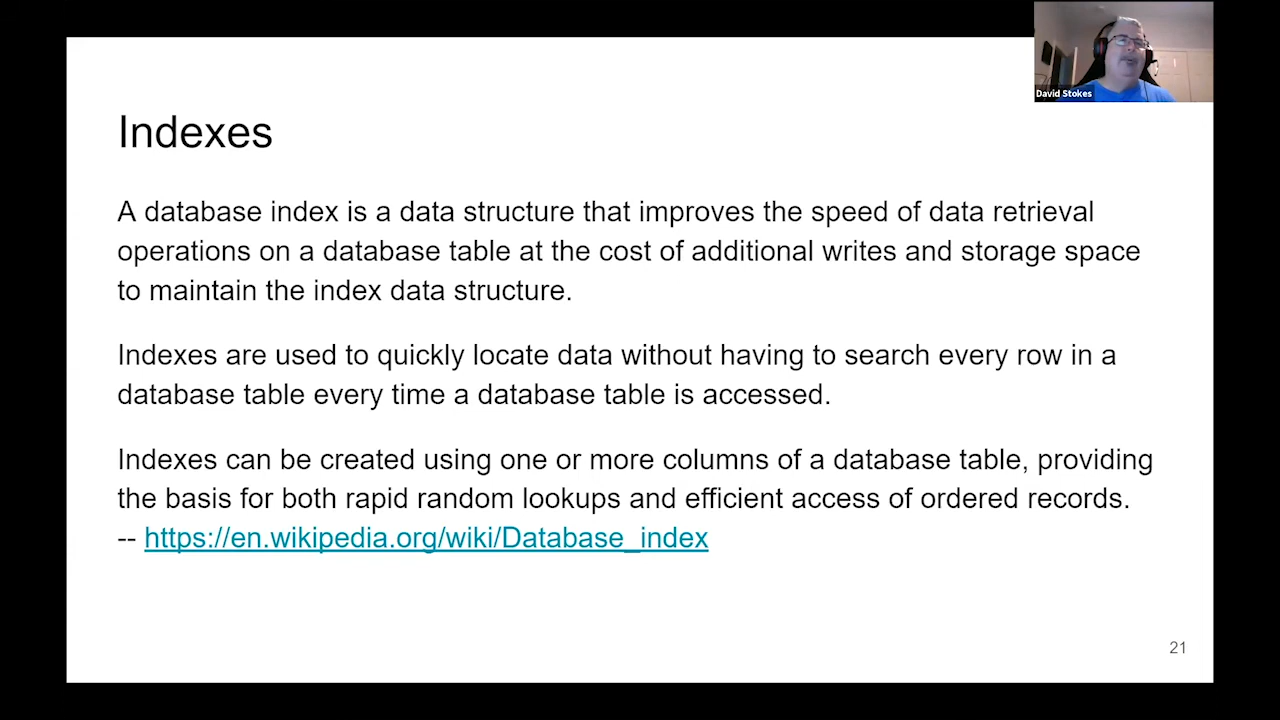 David Stokes
Indexes
A database index is a data structure that improves the speed of data retrieval
operations on a database table at the cost of additional writes and storage space
to maintain the index data structure.
Indexes are used to quickly locate data without having to search every row in a
database table every time a database table is accessed.
Indexes can be created using one or more columns of a database table, providing
the basis for both rapid random lookups and efficient access of ordered records.
-- https://en.wikipedia.org/wiki/Database_index
21